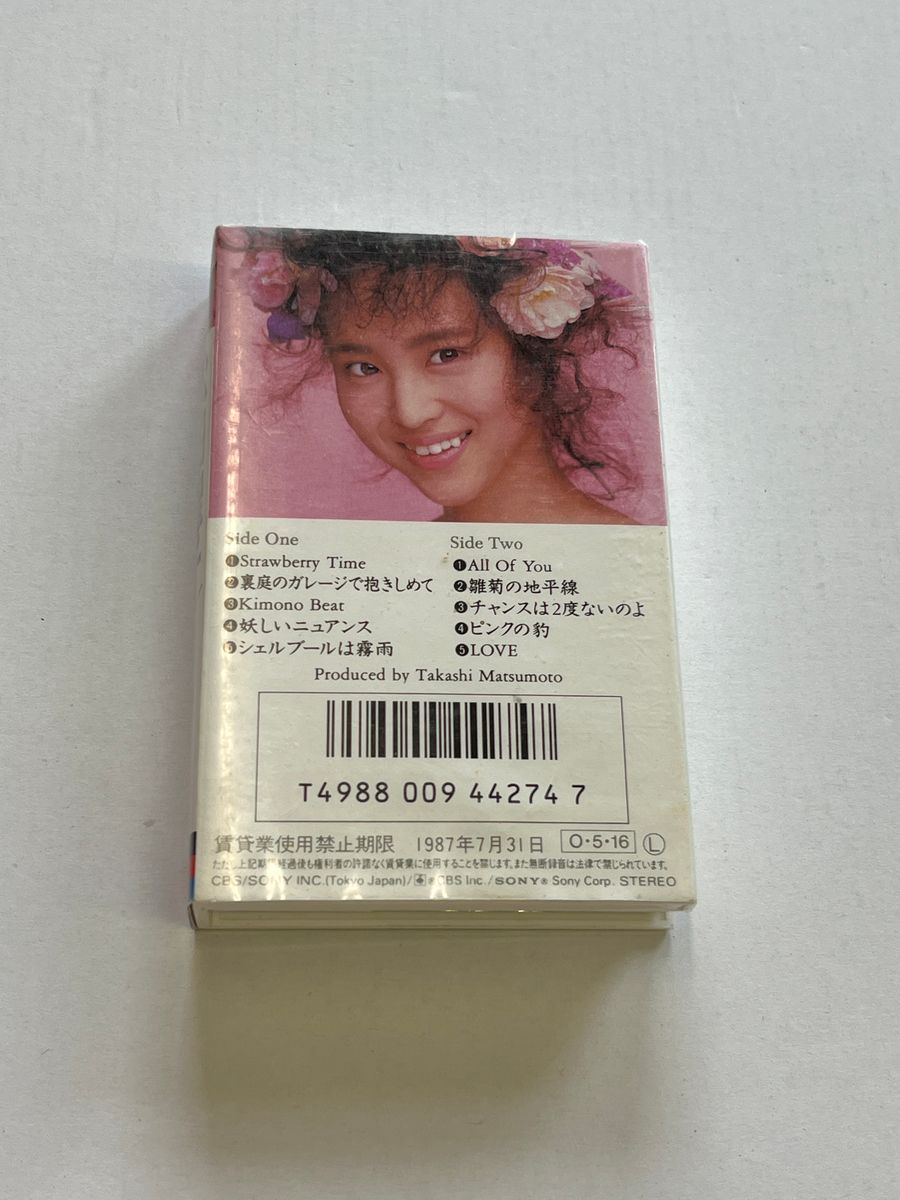 Side One
❶Strawberry Time
❷裏庭のガレージで抱きしめて
❸Kimono Beat
❹妖しいニュアンス
❺シェルブールは霧雨
Side Two
❶All Of You
❷雛菊の地平線
❸チャンスは2度ないのよ
❹ピンクの豹
❺LOVE
Produced by Takashi Matsumoto
T4988 009 44274 7
賃貸業使用禁止期限 1987年7月31日 O・5・16 Ⓛ
ただし上記期限経過後も権利者の許諾なく賃貸業に使用することを禁じます。また無断録音は法律で禁じられています。
CBS/SONY INC.(Tokyo Japan)/®CBS Inc./SONY® Sony Corp. STEREO